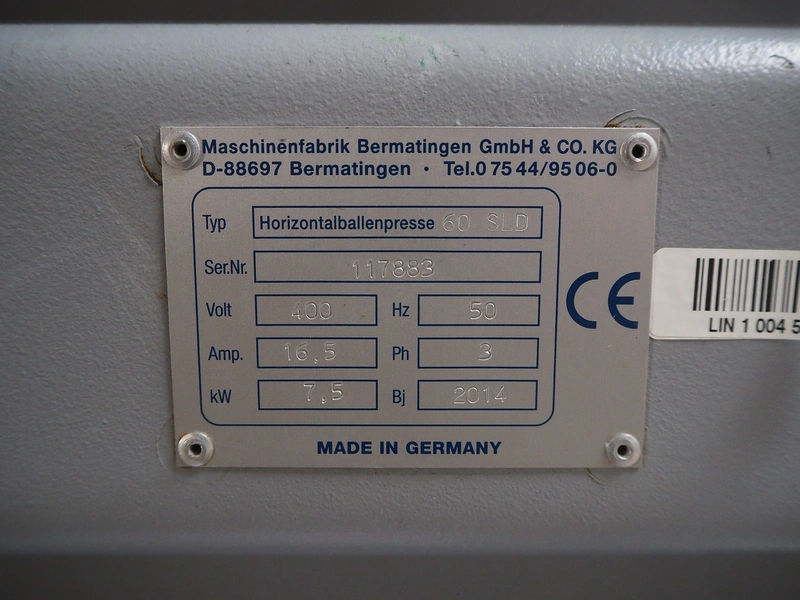 Maschinenfabrik Bermatingen GmbH & CO. KG
D-88697 Bermatingen · Tel.0 75 44/95 06-0
Typ Horizontalballenpresse 60 SLD
Ser.Nr. 117883
Volt 400 Hz 50
Amp. 16,5 Ph 3
kW 7,5 Bj 2014
CE
MADE IN GERMANY
LIN 1 004 5